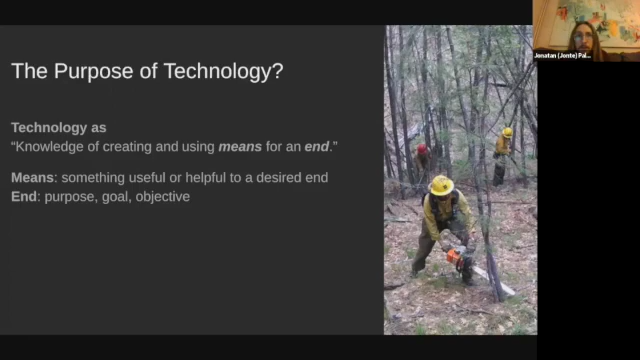 The Purpose of Technology?
Technology as
“Knowledge of creating and using means for an end.”
Means: something useful or helpful to a desired end
End: purpose, goal, objective
Jonatan (Jonte) Pal...